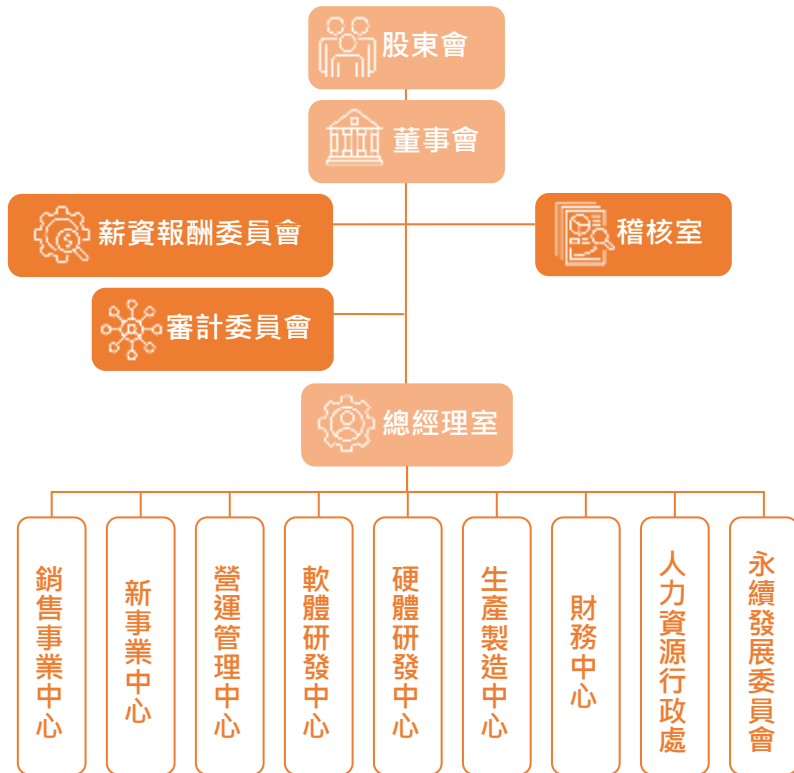 股東會
董事會
薪資報酬委員會
稽核室
審計委員會
總經理室
銷售事業中心
新事業中心
營運管理中心
軟體研發中心
硬體研發中心
生產製造中心
財務中心
人力資源行政處
永續發展委員會